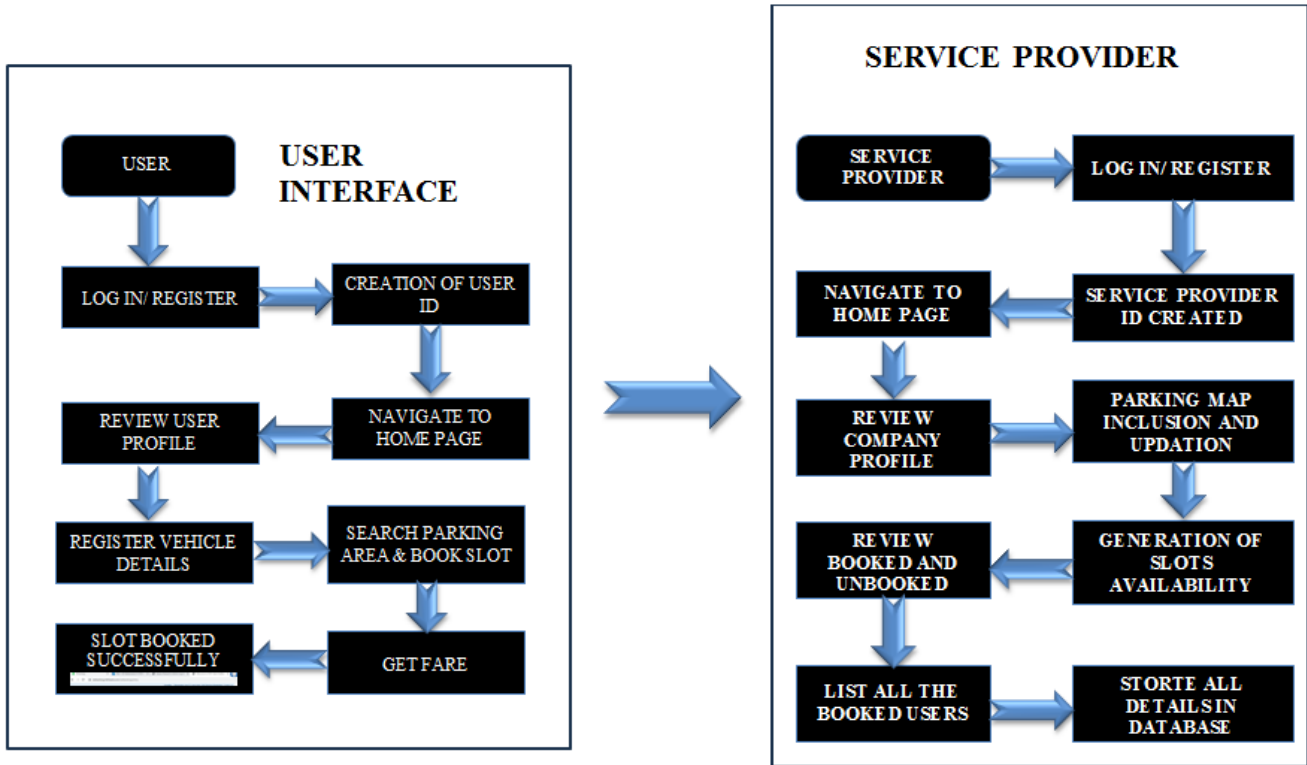 USER
INTERFACE
USER
LOG IN/ REGISTER
CREATION OF USER
ID
NAVIGATE TO
HOME PAGE
REVIEW USER
PROFILE
REGISTER VEHICLE
DETAILS
SEARCH PARKING
AREA & BOOK SLOT
GET FARE
SLOT BOOKED
SUCCESSFULLY
SERVICE PROVIDER
SERVICE
PROVIDER
LOG IN/ REGISTER
SERVICE PROVIDER
ID CREATED
NAVIGATE TO
HOME PAGE
REVIEW
COMPANY
PROFILE
PARKING MAP
INCLUSION AND
UPDATION
GENERATION OF
SLOTS
AVAILABILITY
REVIEW
BOOKED AND
UNBOOKED
LIST ALL THE
BOOKED USERS
STORTE ALL
DETAILS IN
DATABASE